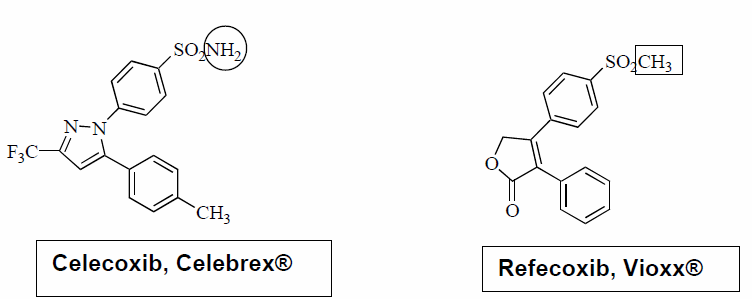 SO2NH2
N
N
F3C
CH3
Celecoxib, Celebrex®
SO2CH3
O
O
Refecoxib, Vioxx®